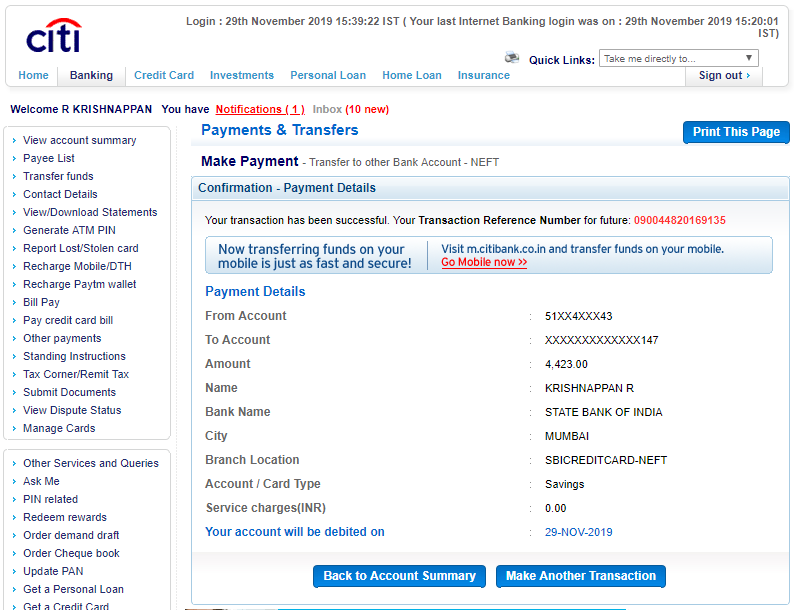 citi
Login : 29th November 2019 15:39:22 IST ( Your last Internet Banking login was on : 29th November 2019 15:20:01
IST)
Quick Links: Take me directly to...
Home Banking Credit Card Investments Personal Loan Home Loan Insurance Sign out ›
Welcome R KRISHNAPPAN You have Notifications ( 1 ) Inbox (10 new)
View account summary
Payee List
Transfer funds
Contact Details
View/Download Statements
Generate ATM PIN
Report Lost/Stolen card
Recharge Mobile/DTH
Recharge Paytm wallet
Bill Pay
Pay credit card bill
Other payments
Standing Instructions
Tax Corner/Remit Tax
Submit Documents
View Dispute Status
Manage Cards
Other Services and Queries
Ask Me
PIN related
Redeem rewards
Order demand draft
Order Cheque book
Update PAN
Get a Personal Loan
Get a Credit Card
Payments & Transfers
Print This Page
Make Payment - Transfer to other Bank Account - NEFT
Confirmation - Payment Details
Your transaction has been successful. Your Transaction Reference Number for future: 090044820169135
Now transferring funds on your
mobile is just as fast and secure!
Visit m.citibank.co.in and transfer funds on your mobile.
Go Mobile now >>
Payment Details
From Account : 51XX4XXX43
To Account : XXXXXXXXXXXXX147
Amount : 4,423.00
Name : KRISHNAPPAN R
Bank Name : STATE BANK OF INDIA
City : MUMBAI
Branch Location : SBICREDITCARD-NEFT
Account / Card Type : Savings
Service charges(INR) : 0.00
Your account will be debited on : 29-NOV-2019
Back to Account Summary Make Another Transaction